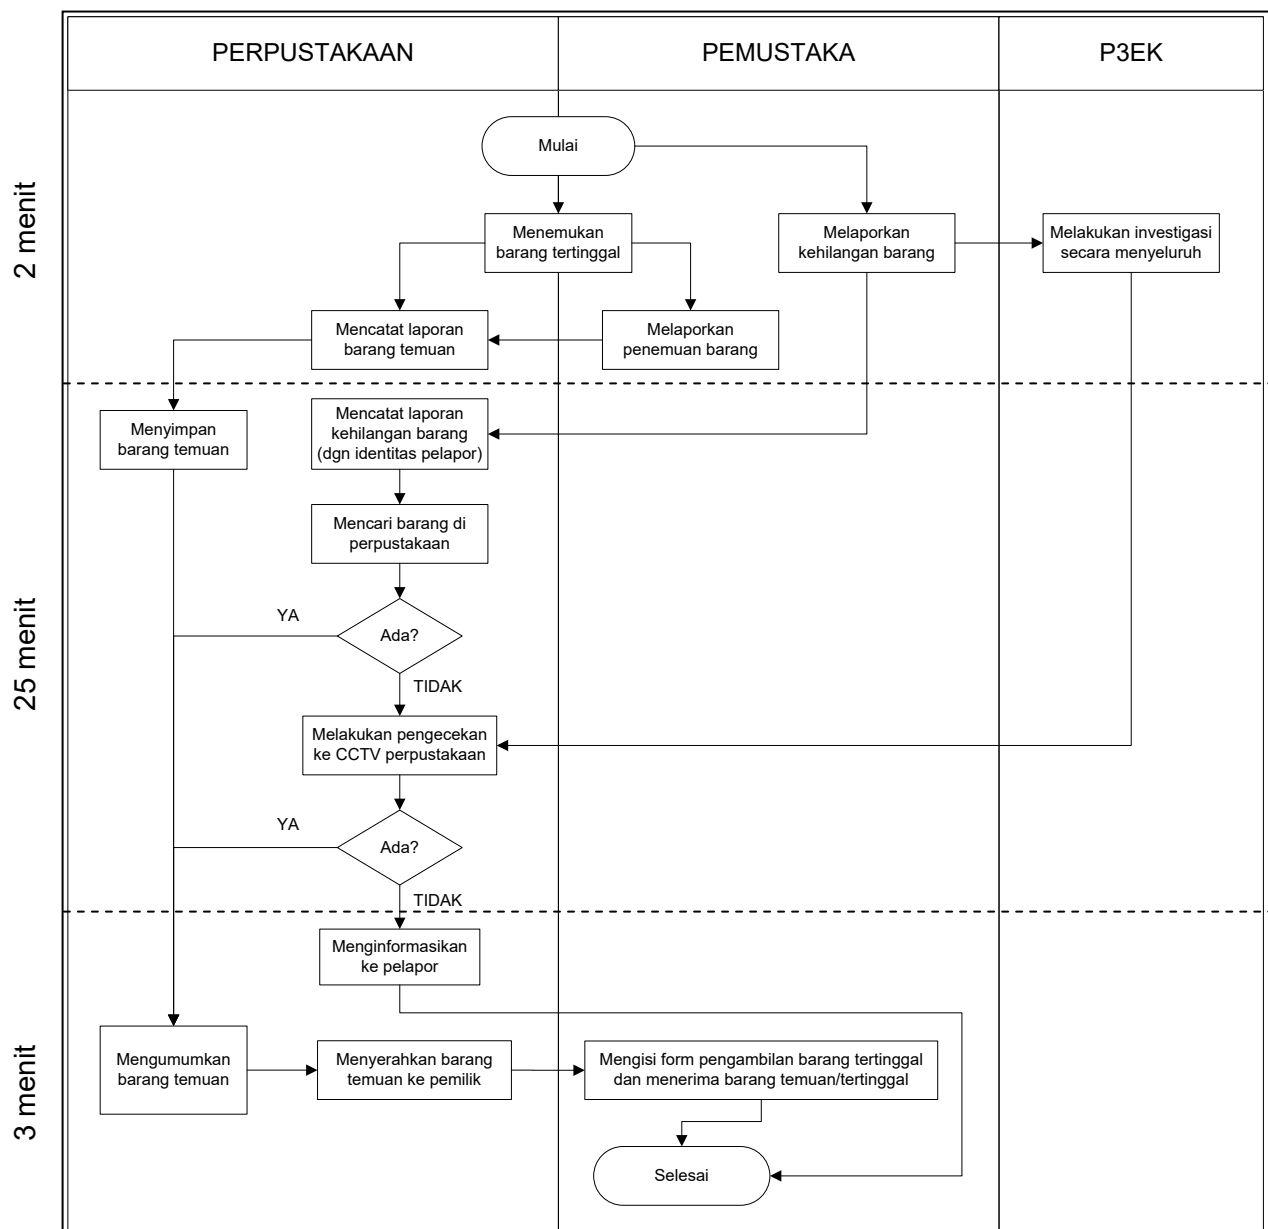 PERPUSTAKAAN
PEMUSTAKA
P3EK
2 menit
Mulai
Menemukan
barang tertinggal
Melaporkan
kehilangan barang
Melakukan investigasi
secara menyeluruh
Mencatat laporan
barang temuan
Melaporkan
penemuan barang
25 menit
Menyimpan
barang temuan
Mencatat laporan
kehilangan barang
(dgn identitas pelapor)
Mencari barang di
perpustakaan
YA
Ada?
TIDAK
Melakukan pengecekan
ke CCTV perpustakaan
YA
Ada?
TIDAK
3 menit
Menginformasikan
ke pelapor
Mengumumkan
barang temuan
Menyerahkan barang
temuan ke pemilik
Mengisi form pengambilan barang tertinggal
dan menerima barang temuan/tertinggal
Selesai